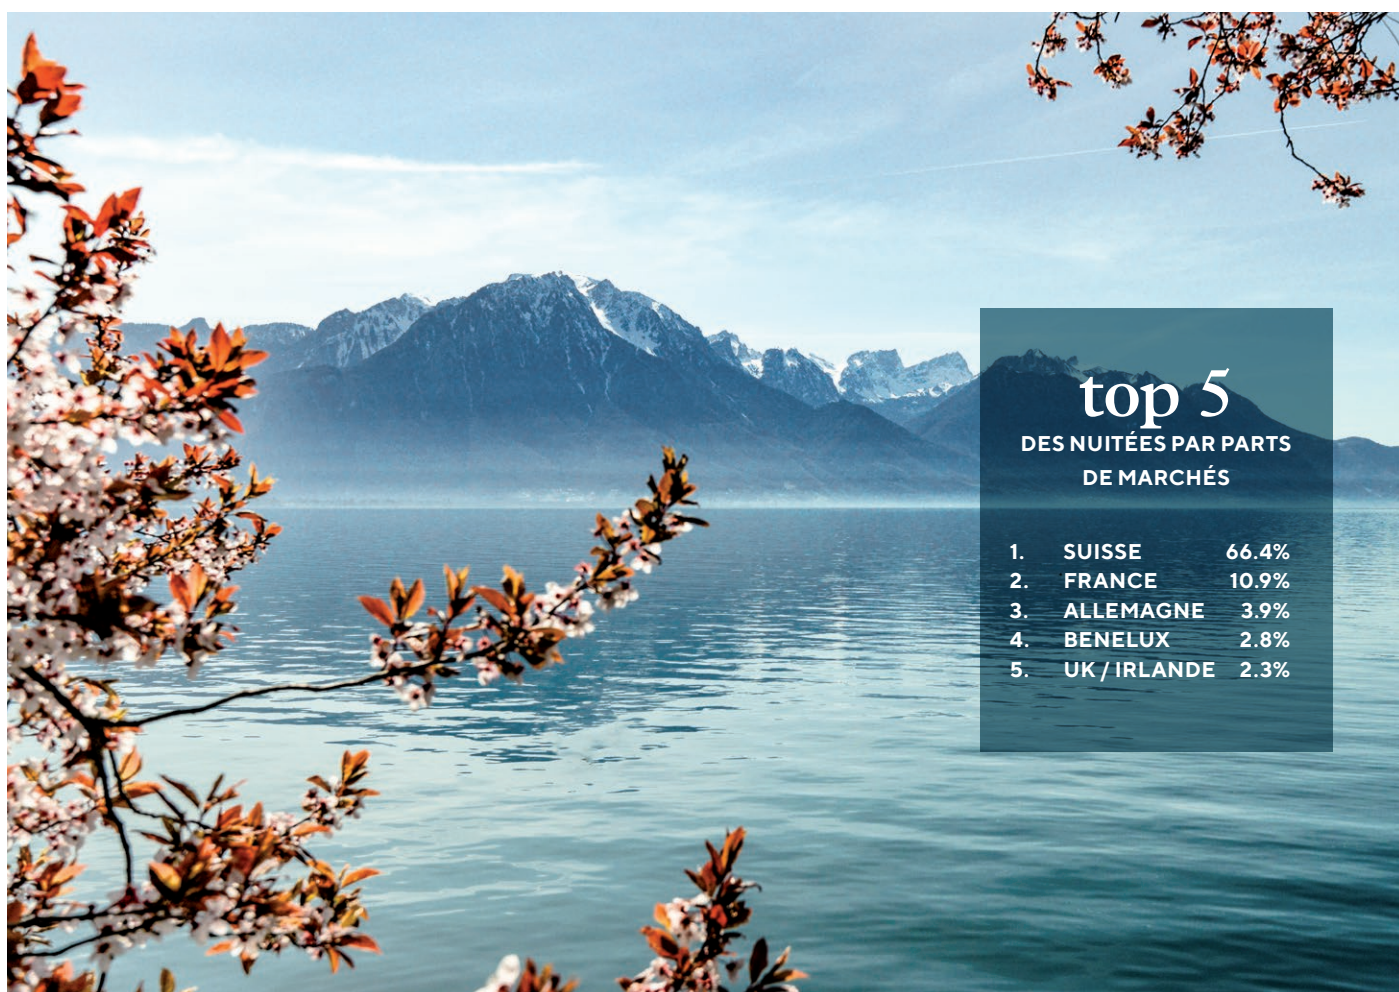 top 5
DES NUITÉES PAR PARTS
DE MARCHÉS
1. SUISSE 66.4%
2. FRANCE 10.9%
3. ALLEMAGNE 3.9%
4. BENELUX 2.8%
5. UK / IRLANDE 2.3%